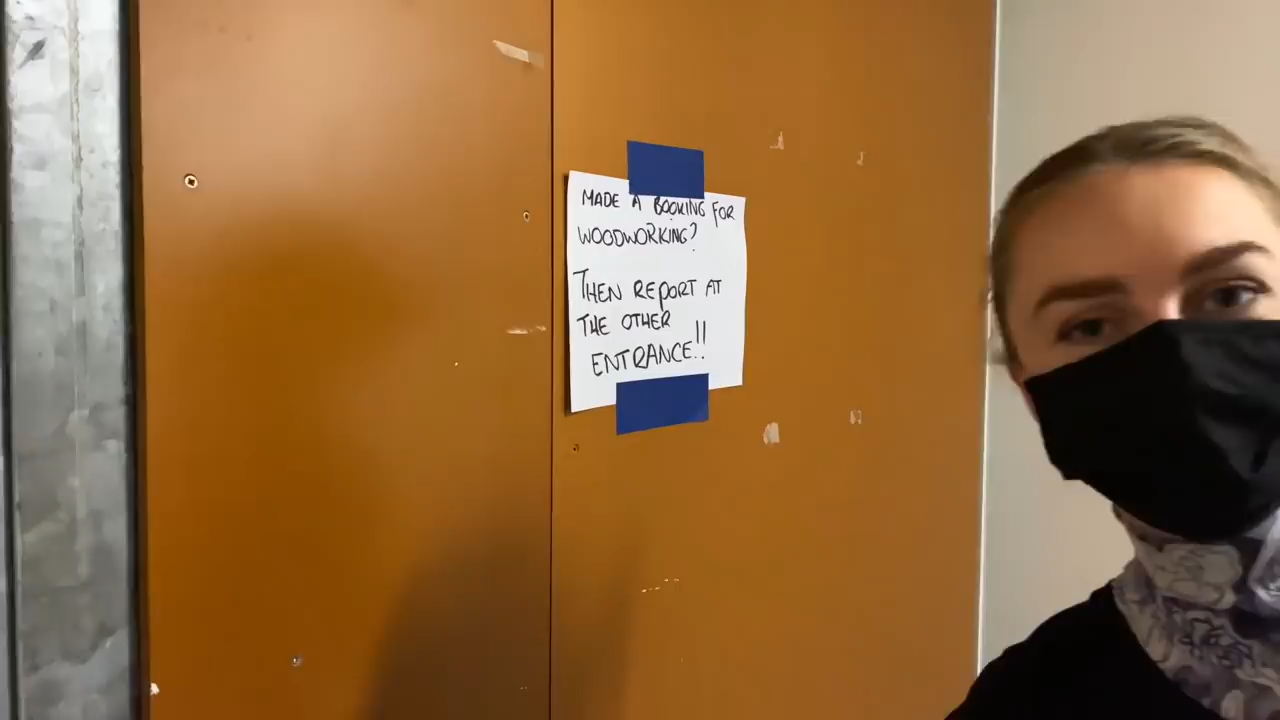 MADE A BOOKING FOR
WOODWORKING?
THEN REPORT AT
THE OTHER
ENTRANCE!!